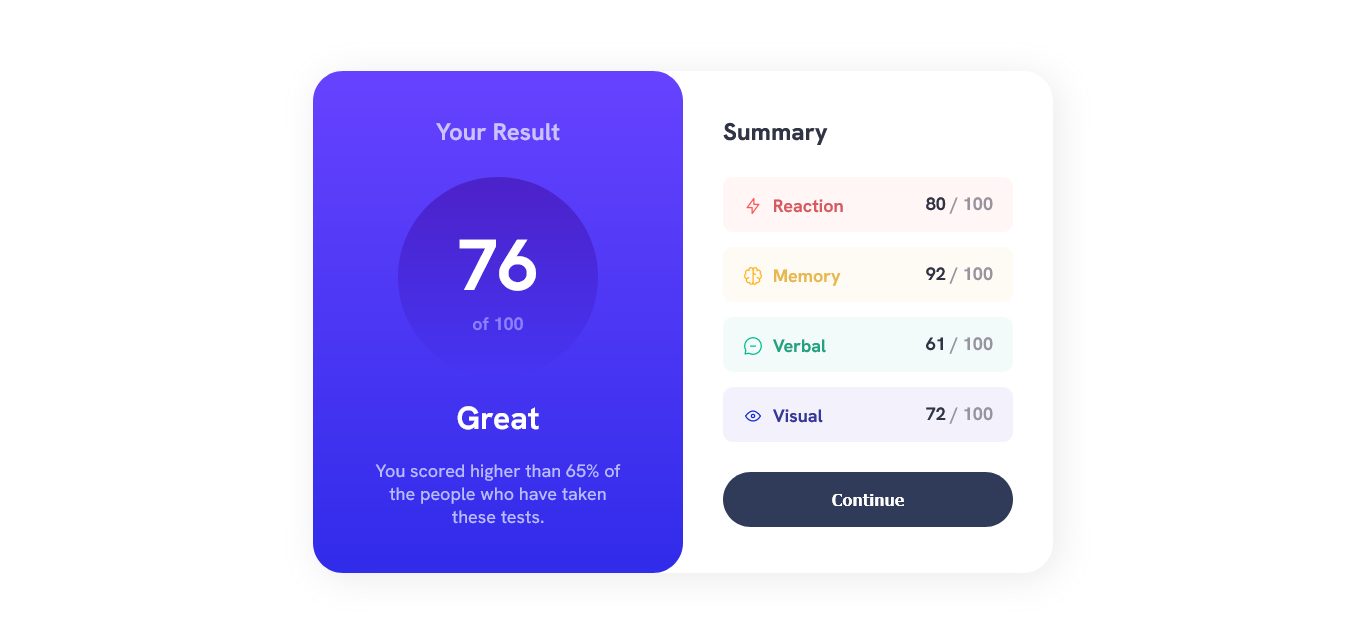 Your Result
76
of 100
Great
You scored higher than 65% of
the people who have taken
these tests.
Summary
Reaction 80 / 100
Memory 92 / 100
Verbal 61 / 100
Visual 72 / 100
Continue